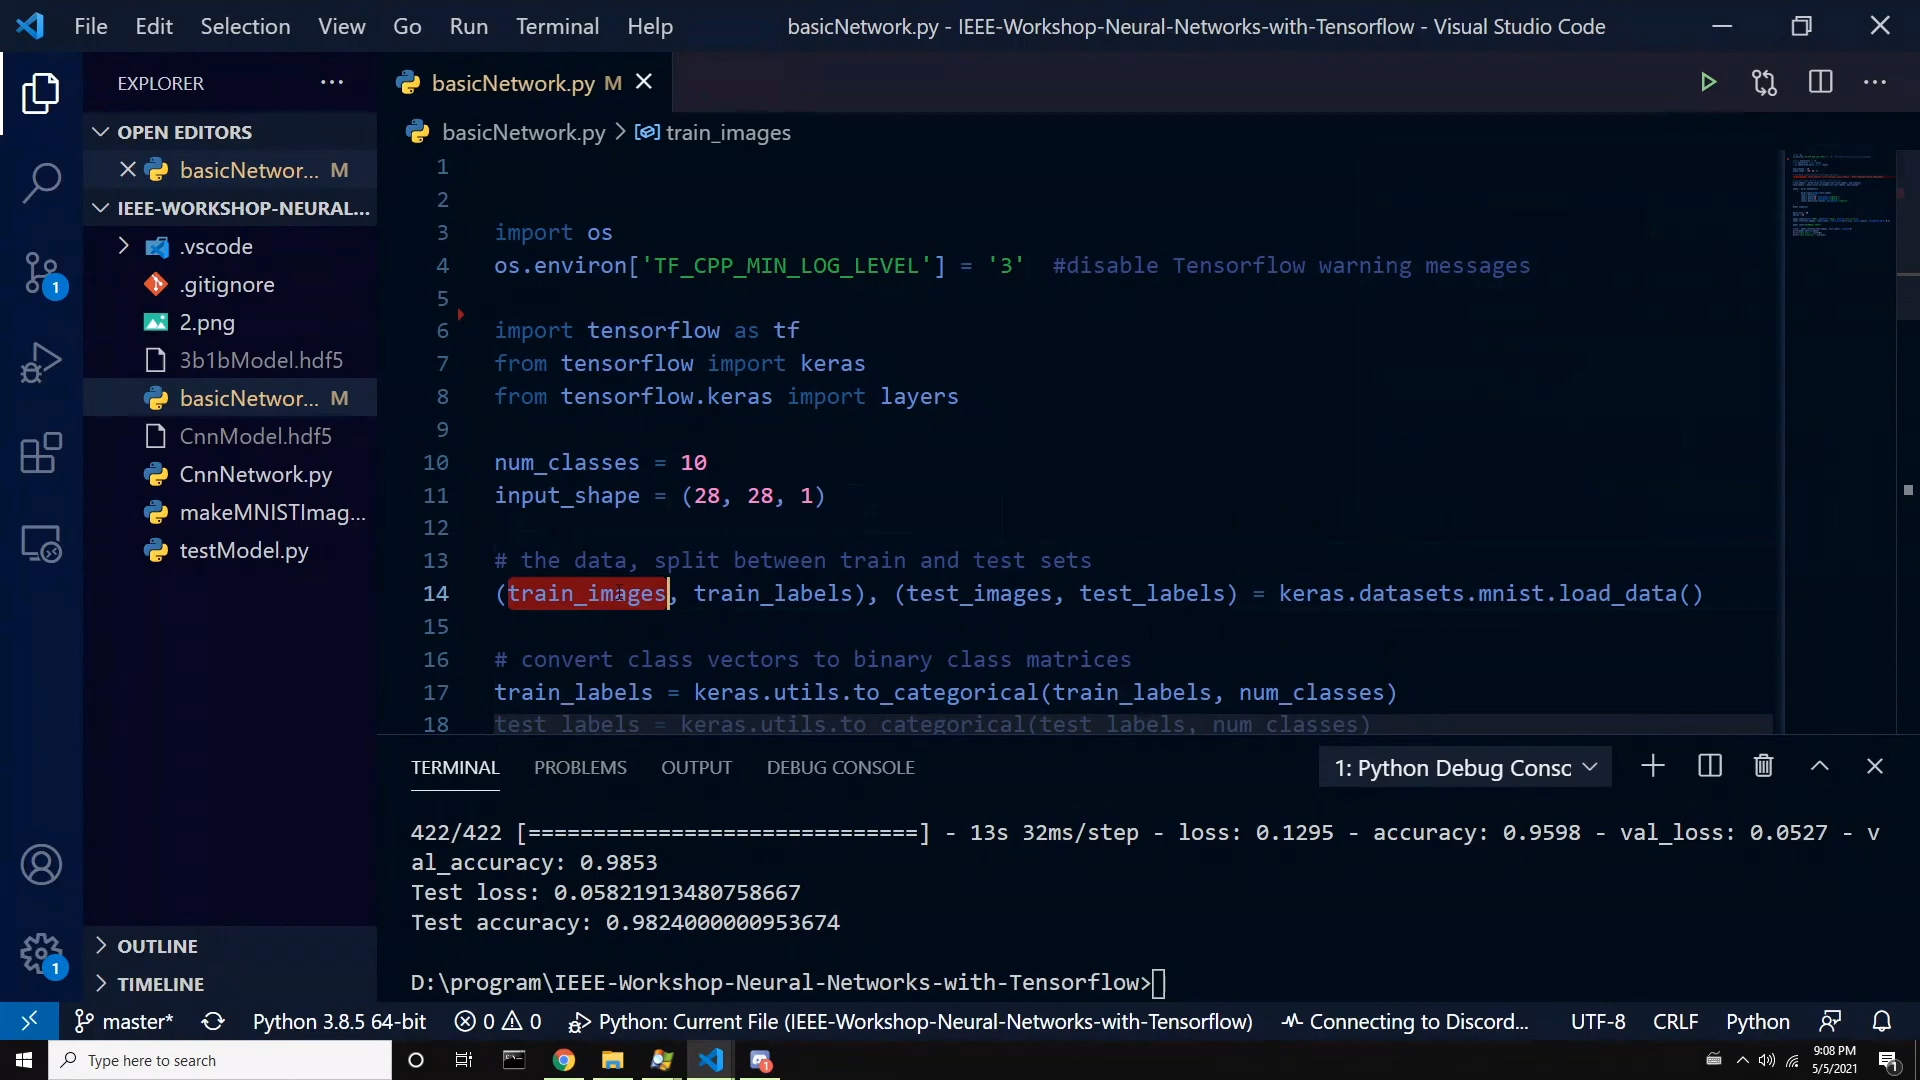 File Edit Selection View Go Run Terminal Help basicNetwork.py - IEEE-Workshop-Neural-Networks-with-Tensorflow - Visual Studio Code
EXPLORER ...
OPEN EDITORS
basicNetwor... M
IEEE-WORKSHOP-NEURAL...
.vscode
.gitignore
2.png
3b1bModel.hdf5
basicNetwor... M
CnnModel.hdf5
CnnNetwork.py
makeMNISTImag...
testModel.py
OUTLINE
TIMELINE
1
1
basicNetwork.py M
basicNetwork.py > train_images
1
2
3 import os
4 os.environ['TF_CPP_MIN_LOG_LEVEL'] = '3' #disable Tensorflow warning messages
5
6 import tensorflow as tf
7 from tensorflow import keras
8 from tensorflow.keras import layers
9
10 num_classes = 10
11 input_shape = (28, 28, 1)
12
13 # the data, split between train and test sets
14 (train_images, train_labels), (test_images, test_labels) = keras.datasets.mnist.load_data()
15
16 # convert class vectors to binary class matrices
17 train_labels = keras.utils.to_categorical(train_labels, num_classes)
18 test_labels = keras.utils.to_categorical(test_labels, num_classes)
TERMINAL PROBLEMS OUTPUT DEBUG CONSOLE 1: Python Debug Consc
422/422 [==============================] - 13s 32ms/step - loss: 0.1295 - accuracy: 0.9598 - val_loss: 0.0527 - v
al_accuracy: 0.9853
Test loss: 0.05821913480758667
Test accuracy: 0.9824000000953674
D:\program\IEEE-Workshop-Neural-Networks-with-Tensorflow>
master* Python 3.8.5 64-bit 0 0 Python: Current File (IEEE-Workshop-Neural-Networks-with-Tensorflow) Connecting to Discord... UTF-8 CRLF Python
Type here to search
9:08 PM
5/5/2021
1
1